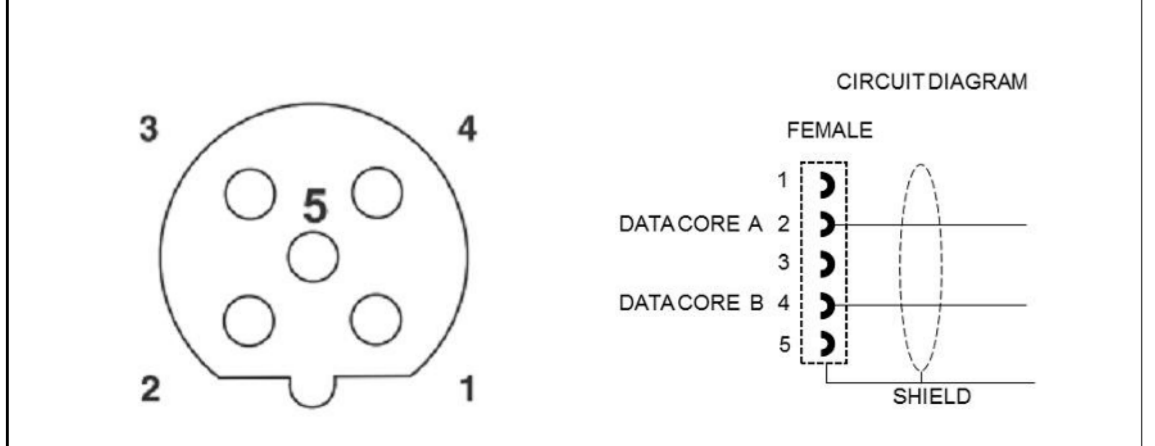 3 4
5
2 1
CIRCUIT DIAGRAM
FEMALE
1
DATA CORE A 2
3
DATA CORE B 4
5
SHIELD